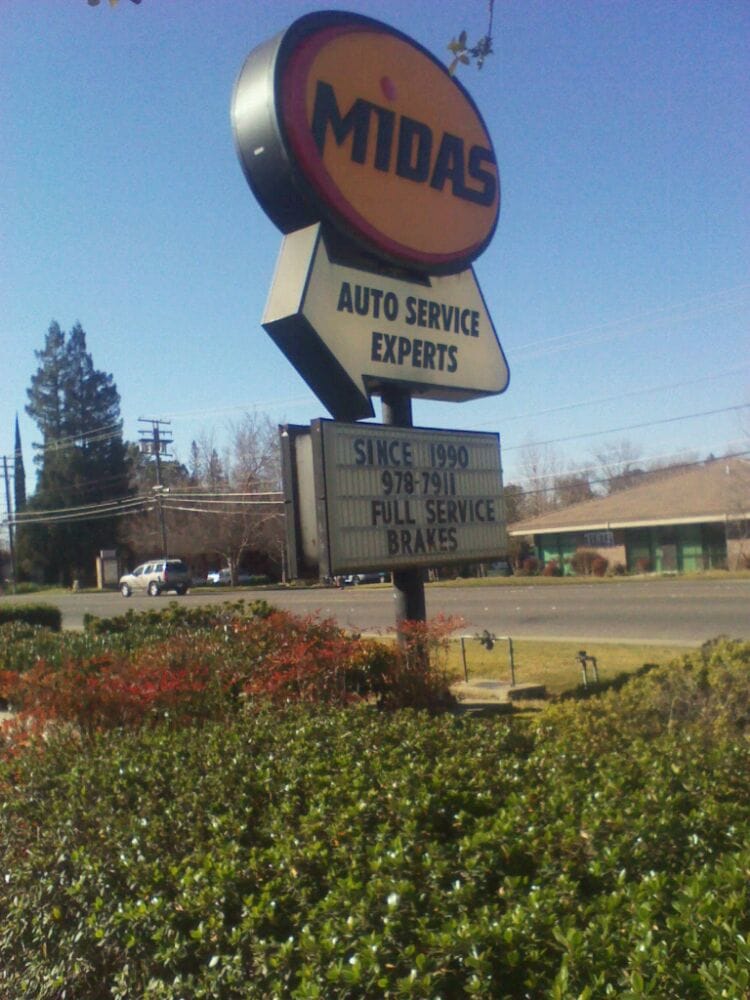 MIDAS
AUTO SERVICE
EXPERTS
SINCE 1990
978-7911
FULL SERVICE
BRAKES